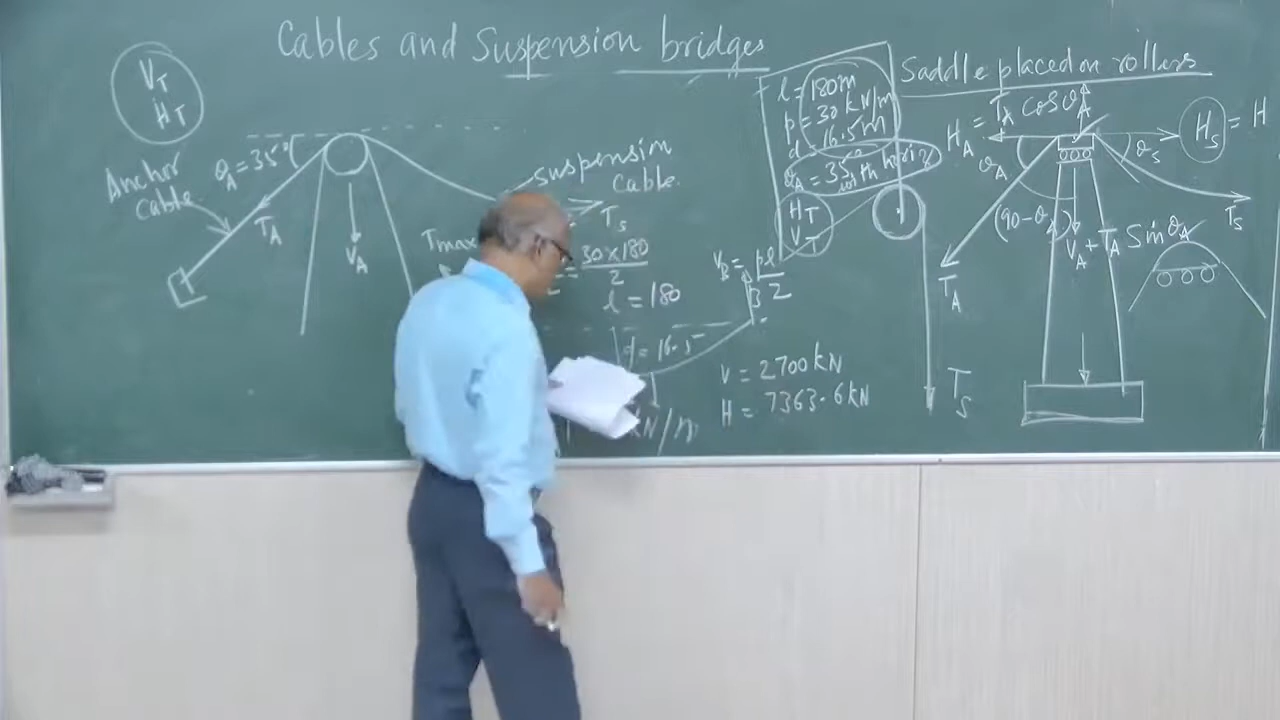 Cables and Suspension bridges
V_T
H_T
θ_A = 35°
Anchor
Cable
T_A
V_A
suspension
Cable.
T_S
Tmax
= 30×180
2
l = 180
d = 16.5
kN/m
V_B = pl
2
B
V = 2700 kN
H = 7363.6 kN
l = 180m
p = 30 kN/m
d = 16.5m
θ_A = 35° with horiz
H_T
V_T
T_S
Saddle placed on rollers
H_A = T_A cos θ_A
H_S = H
θ_A
θ_S
(90-θ_A)
T_A
V_A + T_A Sin θ_A
T_S